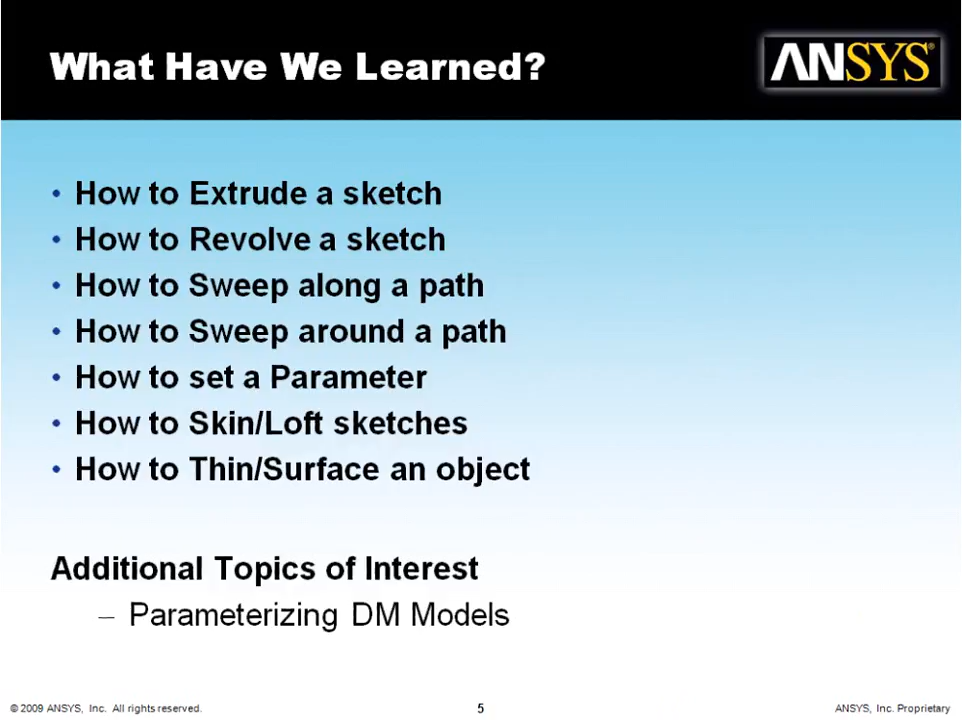 What Have We Learned?
ANSYS®
• How to Extrude a sketch
• How to Revolve a sketch
• How to Sweep along a path
• How to Sweep around a path
• How to set a Parameter
• How to Skin/Loft sketches
• How to Thin/Surface an object
Additional Topics of Interest
– Parameterizing DM Models
© 2009 ANSYS, Inc. All rights reserved.
5
ANSYS, Inc. Proprietary